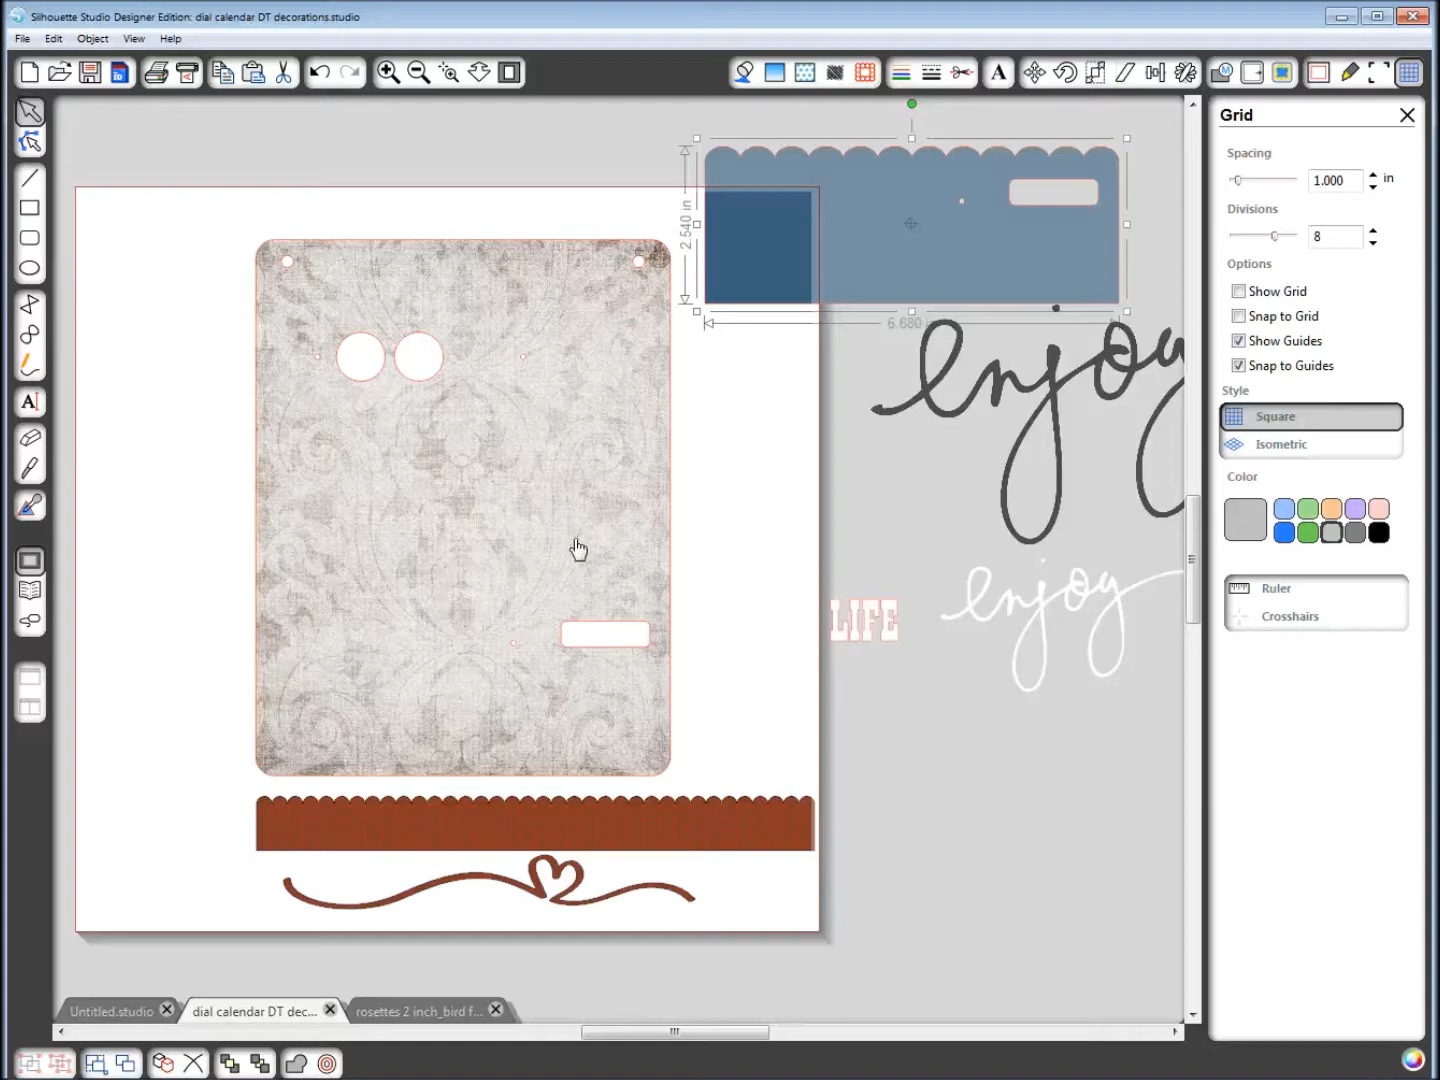 Silhouette Studio Designer Edition: dial calendar DT decorations.studio
File Edit Object View Help
Grid
Spacing
1.000 in
Divisions
8
Options
Show Grid
Snap to Grid
Show Guides
Snap to Guides
Style
Square
Isometric
Color
Ruler
Crosshairs
2.540 in
6.680
enjoy
LIFE
enjoy
A
A
M
Untitled.studio
dial calendar DT dec...
rosettes 2 inch_bird f...